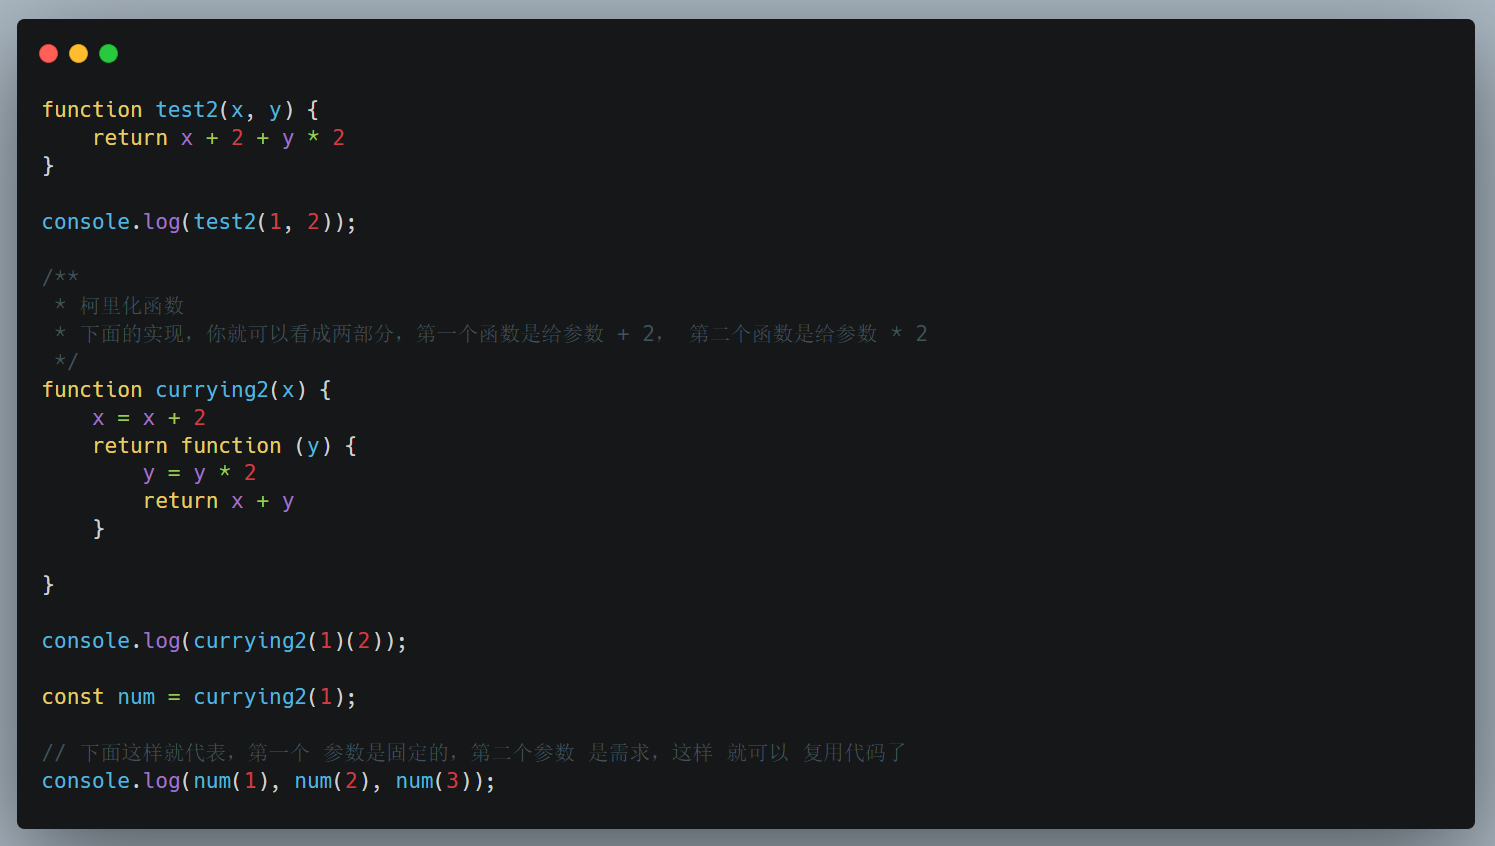 function test2(x, y) {
    return x + 2 + y * 2
}
console.log(test2(1, 2));
/**
 * 柯里化函数
 * 下面的实现，你就可以看成两部分，第一个函数是给参数 + 2， 第二个函数是给参数 * 2
 */
function currying2(x) {
    x = x + 2
    return function (y) {
        y = y * 2
        return x + y
    }
}
console.log(currying2(1)(2));
const num = currying2(1);
// 下面这样就代表，第一个 参数是固定的，第二个参数 是需求，这样 就可以 复用代码了
console.log(num(1), num(2), num(3));